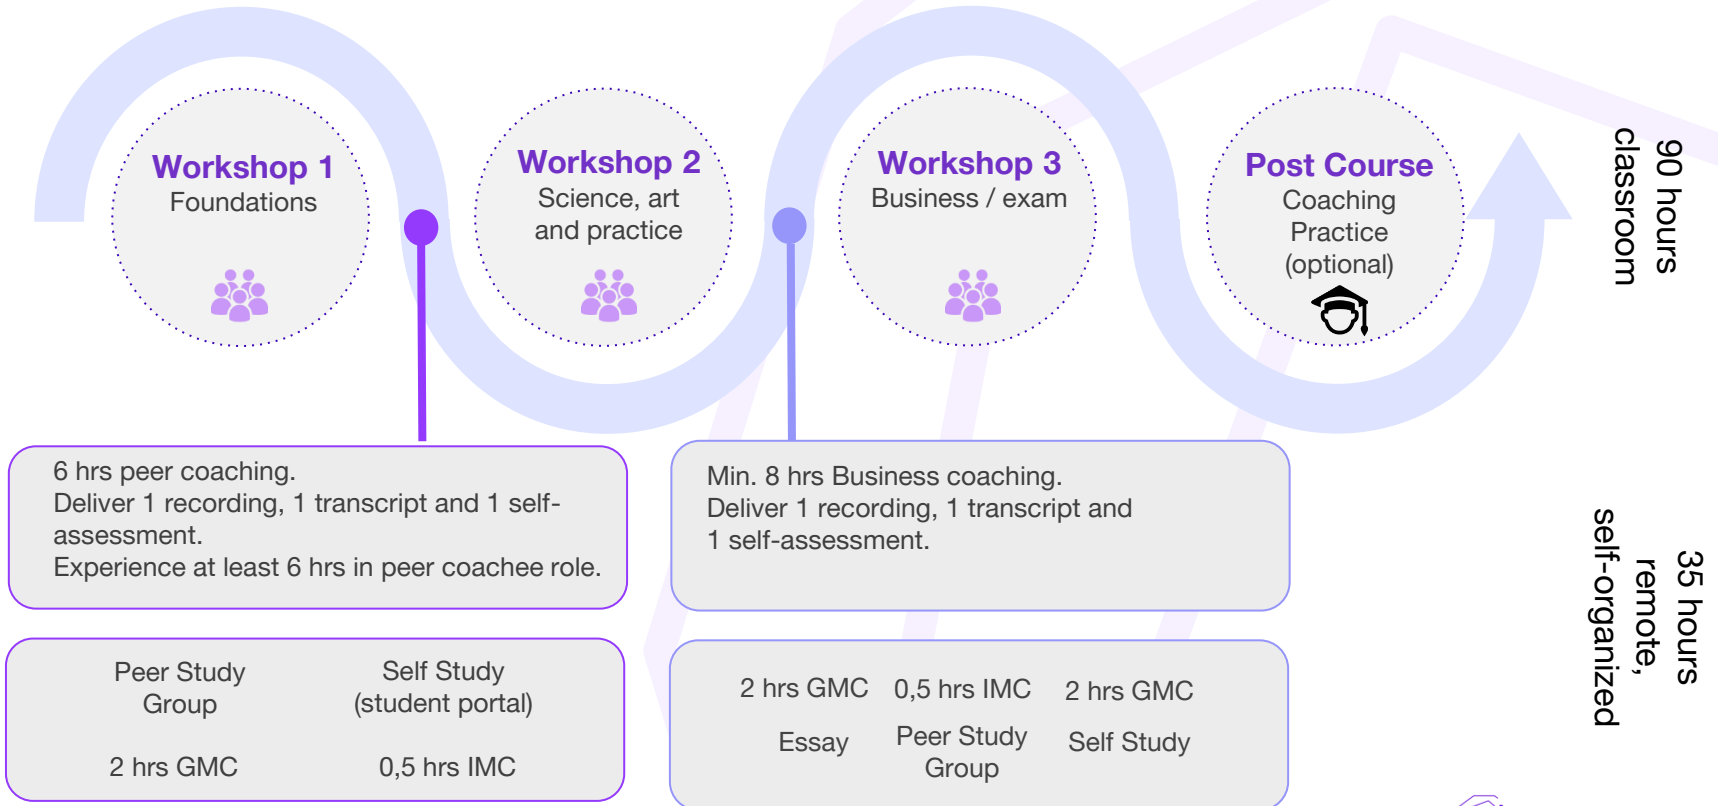 Workshop 1
Foundations
Workshop 2
Science, art
and practice
Workshop 3
Business / exam
Post Course
Coaching
Practice
(optional)
90 hours
classroom
6 hrs peer coaching.
Deliver 1 recording, 1 transcript and 1 self-
assessment.
Experience at least 6 hrs in peer coachee role.
Min. 8 hrs Business coaching.
Deliver 1 recording, 1 transcript and
1 self-assessment.
35 hours
remote,
self-organized
Peer Study
Group
Self Study
(student portal)
2 hrs GMC
0,5 hrs IMC
2 hrs GMC
0,5 hrs IMC
2 hrs GMC
Essay
Peer Study
Group
Self Study